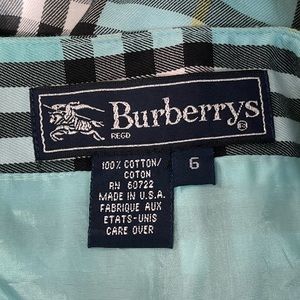 Burberrys
REGD
®
100% COTTON/
COTON
RN 60722
MADE IN U.S.A.
FABRIQUE AUX
ETATS-UNIS
CARE OVER
6